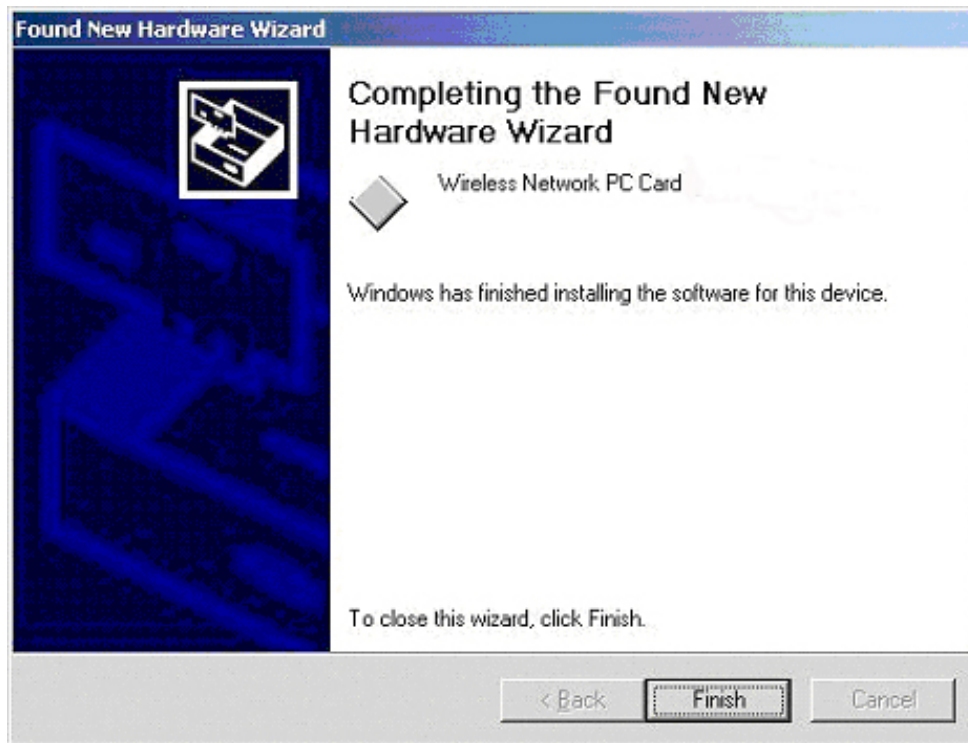 Found New Hardware Wizard
Completing the Found New
Hardware Wizard
Wireless Network PC Card
Windows has finished installing the software for this device.
To close this wizard, click Finish.
< Back
Finish
Cancel